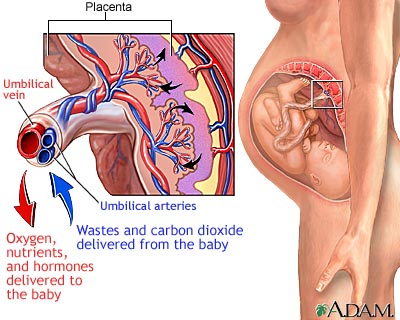 Placenta
Umbilical
vein
Umbilical arteries
Oxygen,
nutrients,
and hormones
delivered to
the baby
Wastes and carbon dioxide
delivered from the baby
A.D.A.M.